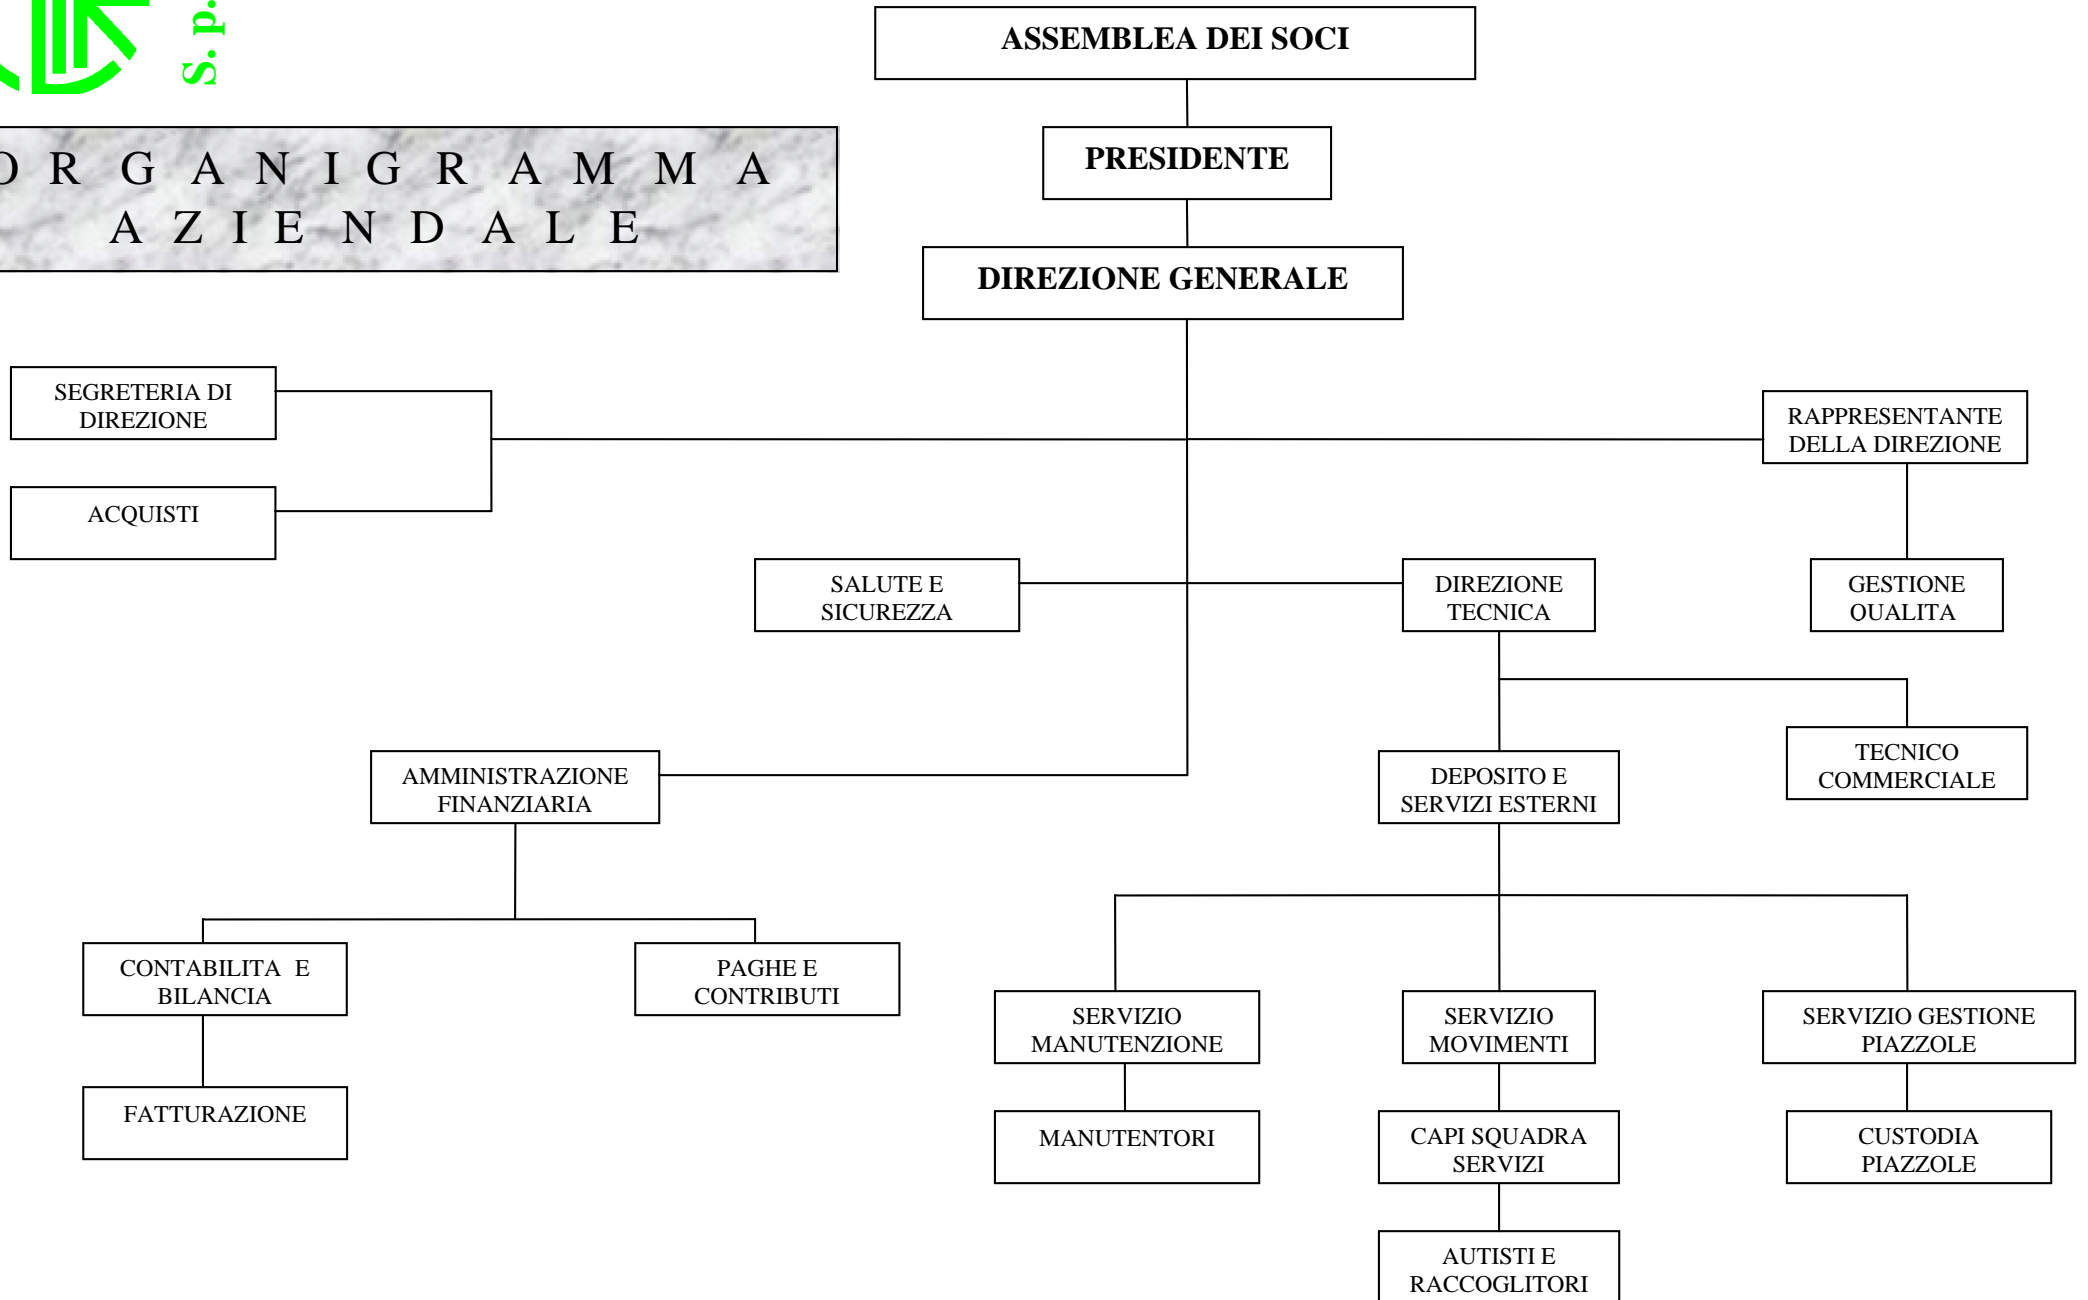 S. p.
ASSEMBLEA DEI SOCI
ORGANIGRAMMA
AZIENDALE
PRESIDENTE
DIREZIONE GENERALE
SEGRETERIA DI
DIREZIONE
RAPPRESENTANTE
DELLA DIREZIONE
ACQUISTI
SALUTE E
SICUREZZA
DIREZIONE
TECNICA
GESTIONE
QUALITA
AMMINISTRAZIONE
FINANZIARIA
DEPOSITO E
SERVIZI ESTERNI
TECNICO
COMMERCIALE
CONTABILITA E
BILANCIA
PAGHE E
CONTRIBUTI
SERVIZIO
MANUTENZIONE
SERVIZIO
MOVIMENTI
SERVIZIO GESTIONE
PIAZZOLE
FATTURAZIONE
MANUTENTORI
CAPI SQUADRA
SERVIZI
CUSTODIA
PIAZZOLE
AUTISTI E
RACCOGLITORI